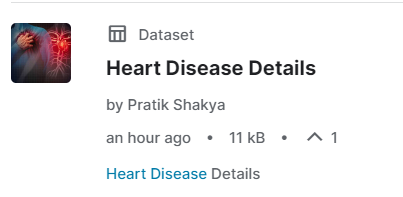 Dataset
Heart Disease Details
by Pratik Shakya
an hour ago • 11 kB • 1
Heart Disease Details